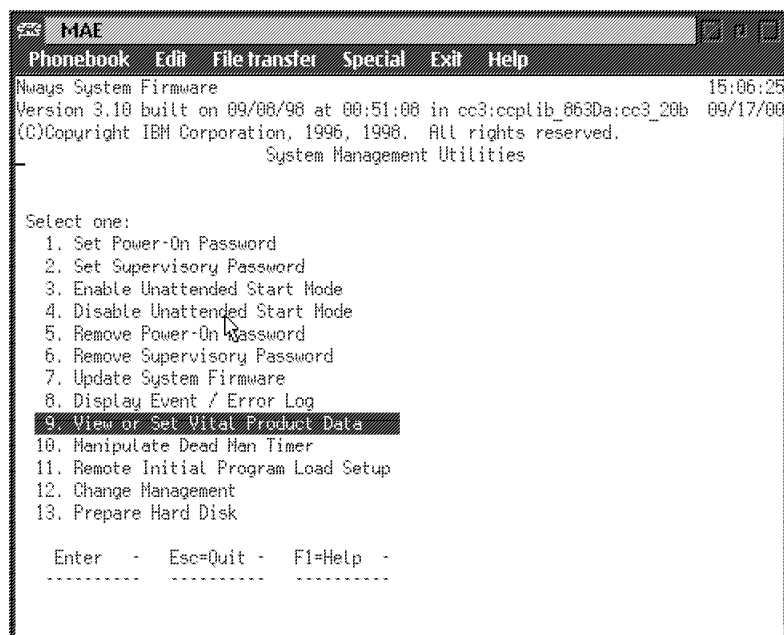 MAE
Phonebook Edit File transfer Special Exit Help
Nways System Firmware 15:06:25
Version 3.10 built on 09/08/98 at 00:51:08 in cc3:ccplib_863Da:cc3_20b 09/17/00
(C)Copyright IBM Corporation, 1996, 1998. All rights reserved.
System Management Utilities
Select one:
1. Set Power-On Password
2. Set Supervisory Password
3. Enable Unattended Start Mode
4. Disable Unattended Start Mode
5. Remove Power-On Password
6. Remove Supervisory Password
7. Update System Firmware
8. Display Event / Error Log
9. View or Set Vital Product Data
10. Manipulate Dead Man Timer
11. Remote Initial Program Load Setup
12. Change Management
13. Prepare Hard Disk
Enter - Esc=Quit - F1=Help -
---------- ---------- ----------